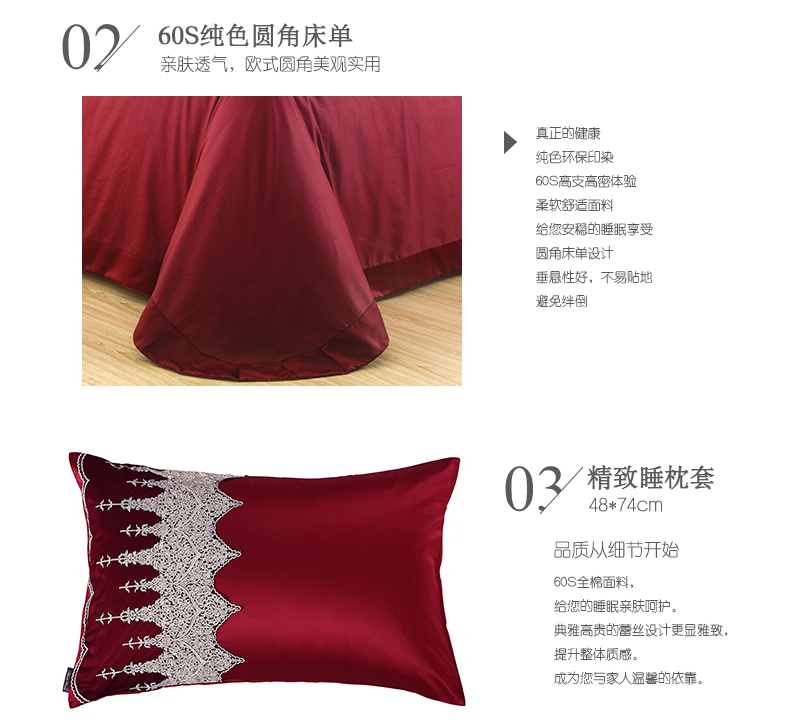 02
60S纯色圆角床单
亲肤透气，欧式圆角美观实用
真正的健康
纯色环保印染
60S高支高密体验
柔软舒适面料
给您安稳的睡眠享受
圆角床单设计
垂悬性好，不易贴地
避免绊倒
03
精致睡枕套
48*74cm
品质从细节开始
60S全棉面料，
给您的睡眠亲肤呵护。
典雅高贵的蕾丝设计更显雅致，
提升整体质感。
成为您与家人温馨的依靠。